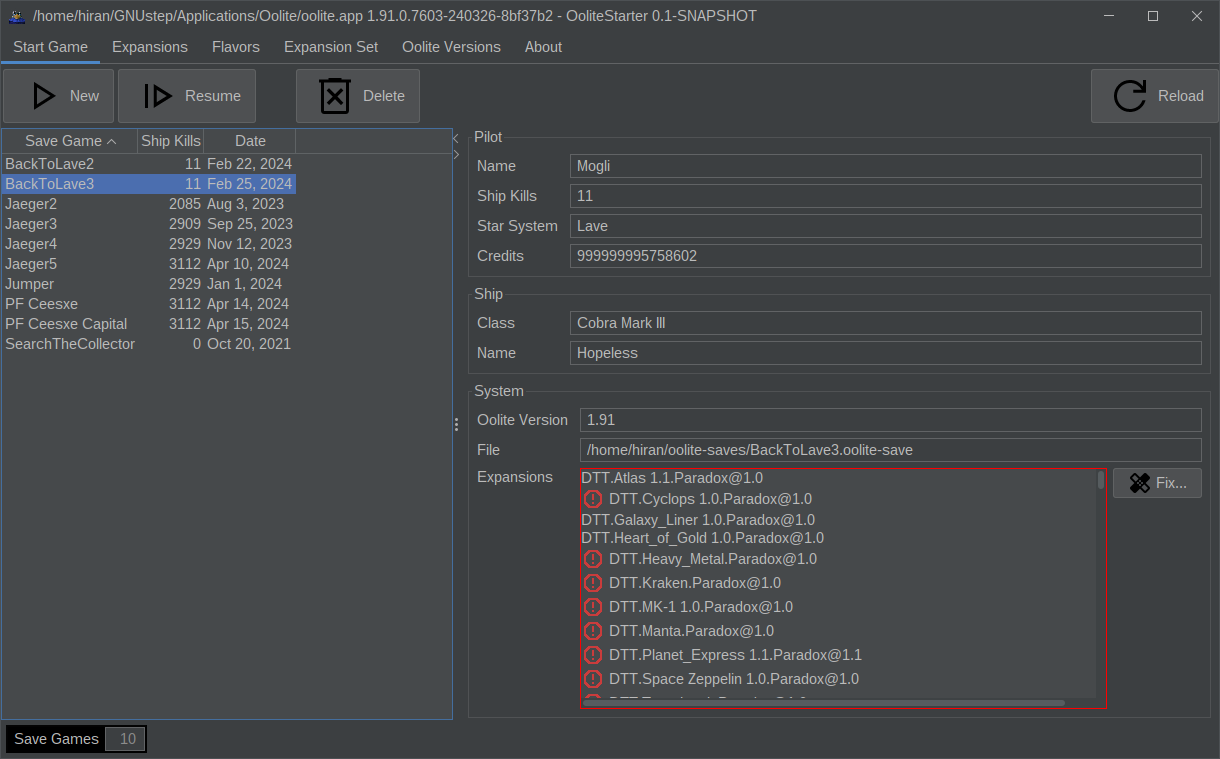 /home/hiran/GNUstep/Applications/Oolite/oolite.app 1.91.0.7603-240326-8bf37b2 - OoliteStarter 0.1-SNAPSHOT
Start Game Expansions Flavors Expansion Set Oolite Versions About
New Resume Delete Reload
Save Game Ship Kills Date
BackToLave2 11 Feb 22, 2024
BackToLave3 11 Feb 25, 2024
Jaeger2 2085 Aug 3, 2023
Jaeger3 2909 Sep 25, 2023
Jaeger4 2929 Nov 12, 2023
Jaeger5 3112 Apr 10, 2024
Jumper 2929 Jan 1, 2024
PF Ceesxe 3112 Apr 14, 2024
PF Ceesxe Capital 3112 Apr 15, 2024
SearchTheCollector 0 Oct 20, 2021
Pilot
Name Mogli
Ship Kills 11
Star System Lave
Credits 999999995758602
Ship
Class Cobra Mark III
Name Hopeless
System
Oolite Version 1.91
File /home/hiran/oolite-saves/BackToLave3.oolite-save
Expansions DTT.Atlas 1.1.Paradox@1.0 Fix...
DTT.Cyclops 1.0.Paradox@1.0
DTT.Galaxy_Liner 1.0.Paradox@1.0
DTT.Heart_of_Gold 1.0.Paradox@1.0
DTT.Heavy_Metal.Paradox@1.0
DTT.Kraken.Paradox@1.0
DTT.MK-1 1.0.Paradox@1.0
DTT.Manta.Paradox@1.0
DTT.Planet_Express 1.1.Paradox@1.1
DTT.Space Zeppelin 1.0.Paradox@1.0
Save Games 10